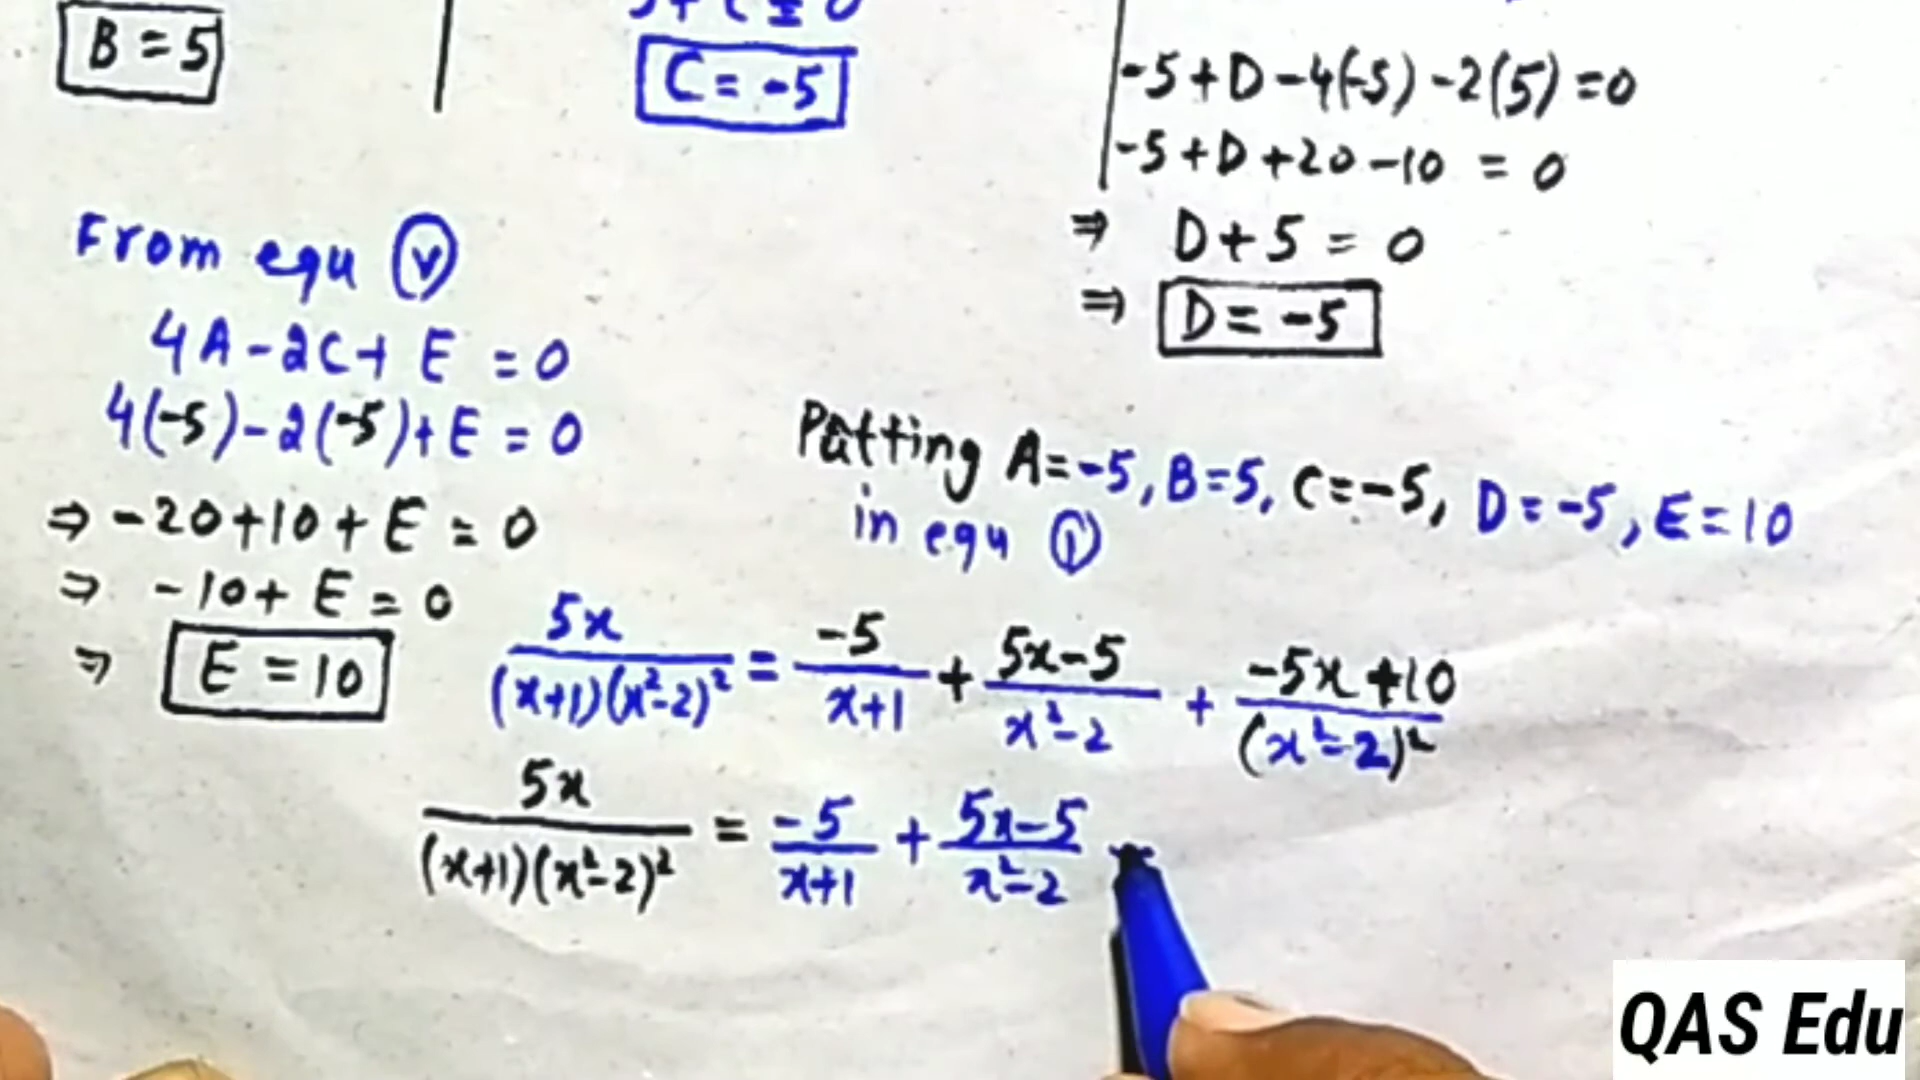 B = 5
C = -5
-5+D-4(-5)-2(5)=0
-5+D+20-10 = 0
⇒ D+5 = 0
⇒ D = -5
From equ (v)
4A-2C+E = 0
4(-5)-2(-5)+E = 0
⇒ -20+10+E = 0
⇒ -10+E = 0
⇒ E = 10
Putting A=-5, B=5, C=-5, D=-5, E=10
in equ (i)
5x/((x+1)(x²-2)²) = -5/(x+1) + (5x-5)/(x²-2) + (-5x+10)/(x²-2)²
5x/((x+1)(x²-2)²) = -5/(x+1) + (5x-5)/(x²-2)
QAS Edu